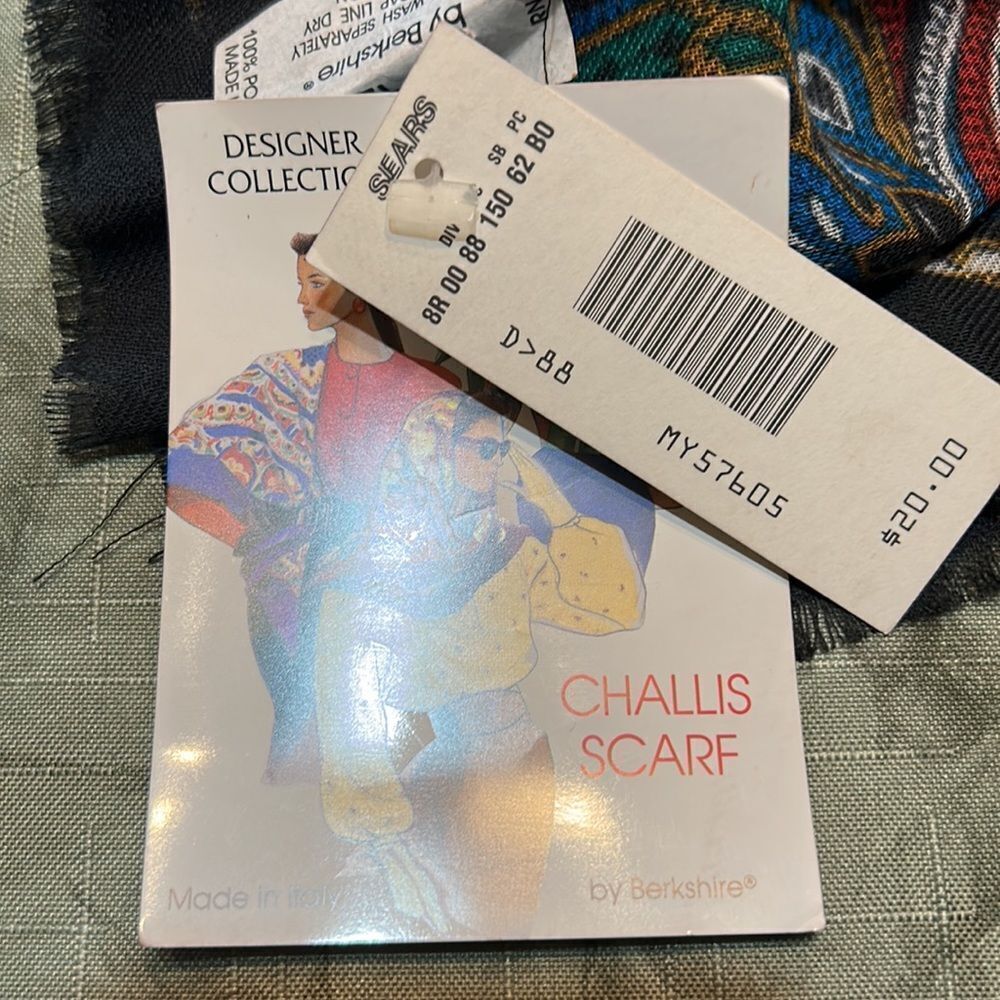 by Berkshire®
WASH SEPARATELY
LINE DRY
100% PO
MADE
RN
DESIGNER
COLLECTIO
SEARS
DIV SB PC
8R 00 88 150 62 B0
D>88
MY57605
$20.00
CHALLIS
SCARF
Made in Italy
by Berkshire®